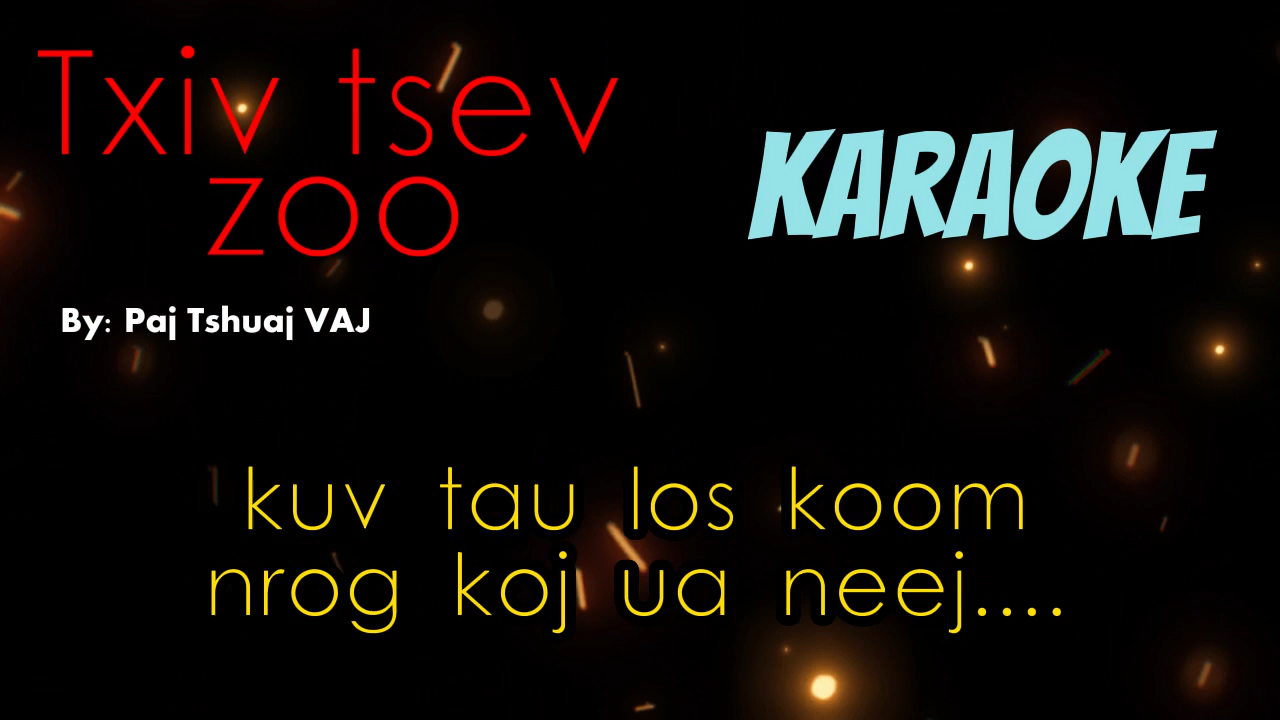 Txiv tsev
zoo
KARAOKE
By: Paj Tshuaj VAJ
kuv tau los koom
nrog koj ua neej....